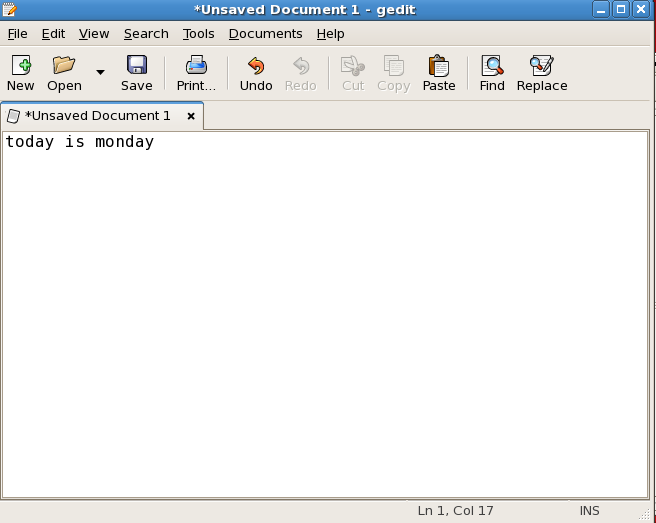 *Unsaved Document 1 - gedit
File Edit View Search Tools Documents Help
New Open Save Print... Undo Redo Cut Copy Paste Find Replace
*Unsaved Document 1
today is monday
Ln 1, Col 17 INS